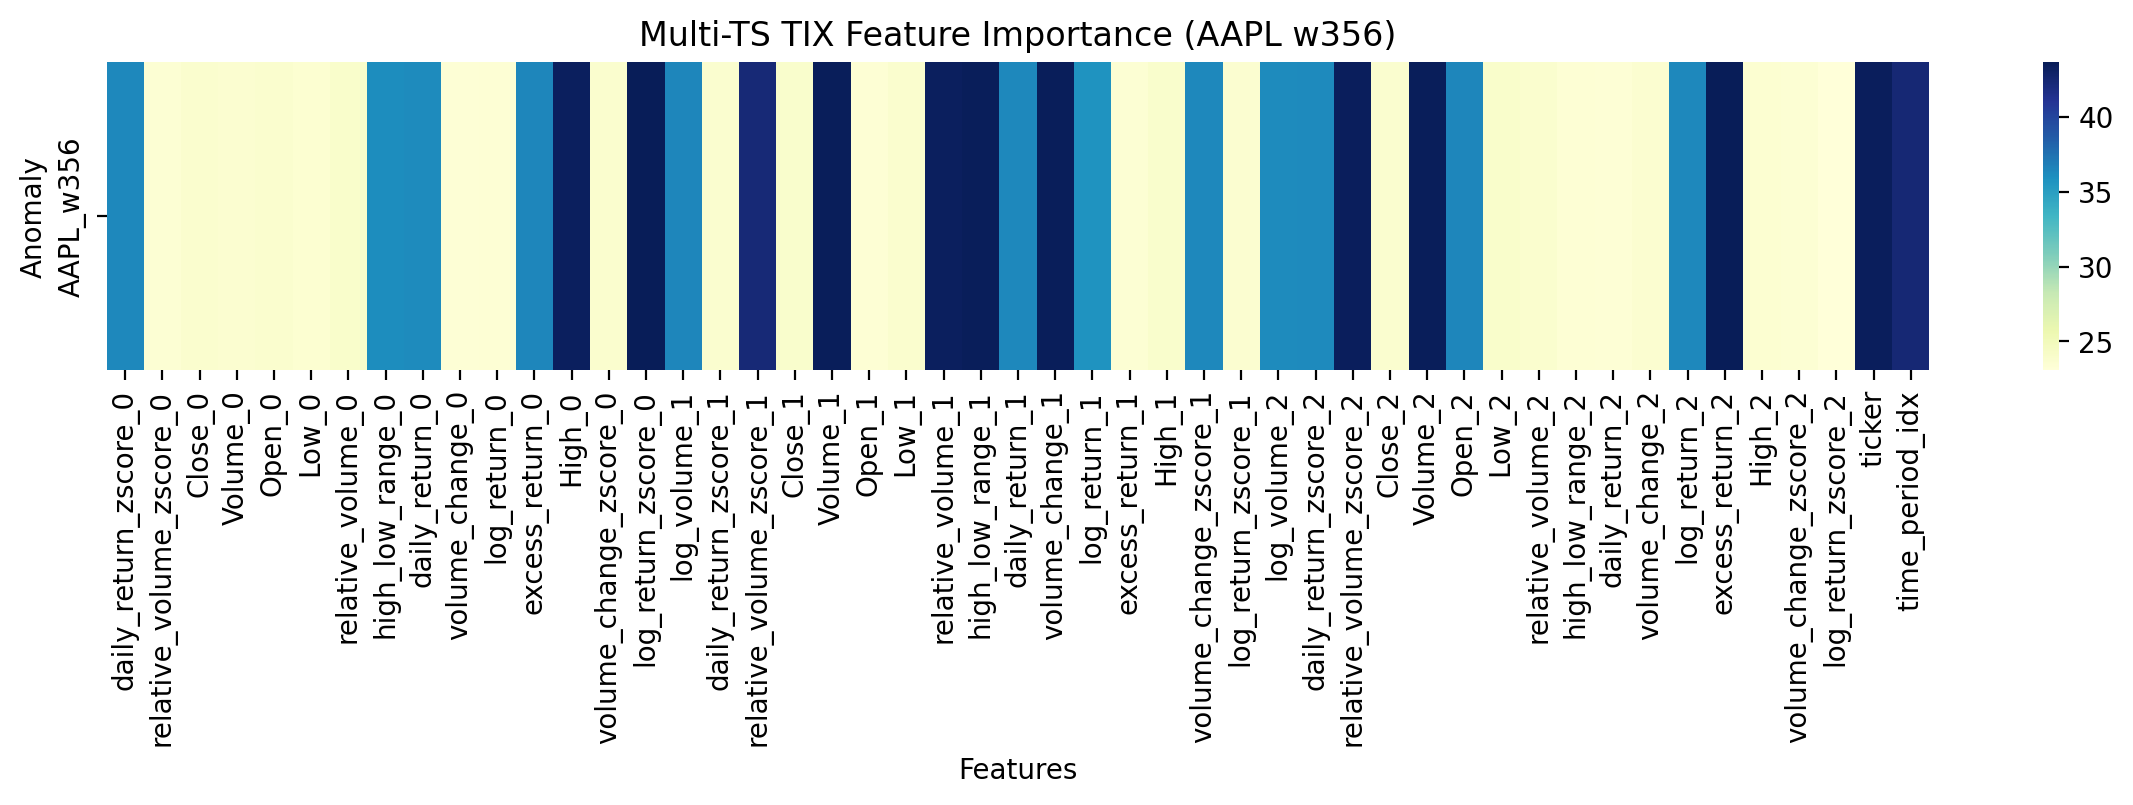 Multi-TS TIX Feature Importance (AAPL w356)
Anomaly
AAPL_w356
40
35
30
25
daily_return_zscore_0
relative_volume_zscore_0
Close_0
Volume_0
Open_0
Low_0
relative_volume_0
high_low_range_0
daily_return_0
volume_change_0
log_return_0
excess_return_0
High_0
volume_change_zscore_0
log_return_zscore_0
log_volume_1
daily_return_zscore_1
relative_volume_zscore_1
Close_1
Volume_1
Open_1
Low_1
relative_volume_1
high_low_range_1
daily_return_1
volume_change_1
log_return_1
excess_return_1
High_1
volume_change_zscore_1
log_return_zscore_1
log_volume_2
daily_return_zscore_2
relative_volume_zscore_2
Close_2
Volume_2
Open_2
Low_2
relative_volume_2
high_low_range_2
daily_return_2
volume_change_2
log_return_2
excess_return_2
High_2
volume_change_zscore_2
log_return_zscore_2
ticker
time_period_idx
Features